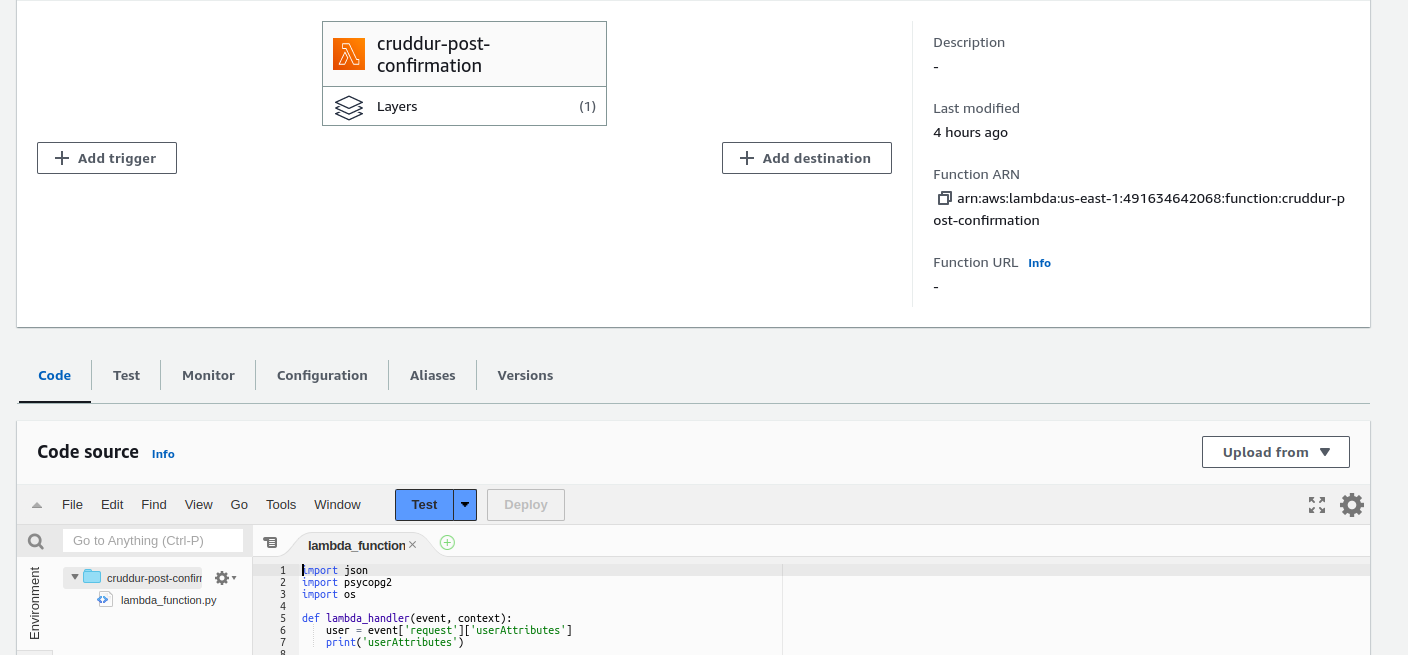 cruddur-post-
confirmation
Layers (1)
Add trigger
Add destination
Description
-
Last modified
4 hours ago
Function ARN
arn:aws:lambda:us-east-1:491634642068:function:cruddur-p
ost-confirmation
Function URL Info
-
Code Test Monitor Configuration Aliases Versions
Code source Info
Upload from
File Edit Find View Go Tools Window Test Deploy
Go to Anything (Ctrl-P)
lambda_function
Environment
cruddur-post-confirr
lambda_function.py
1 import json
2 import psycopg2
3 import os
4
5 def lambda_handler(event, context):
6 user = event['request']['userAttributes']
7 print('userAttributes')
8